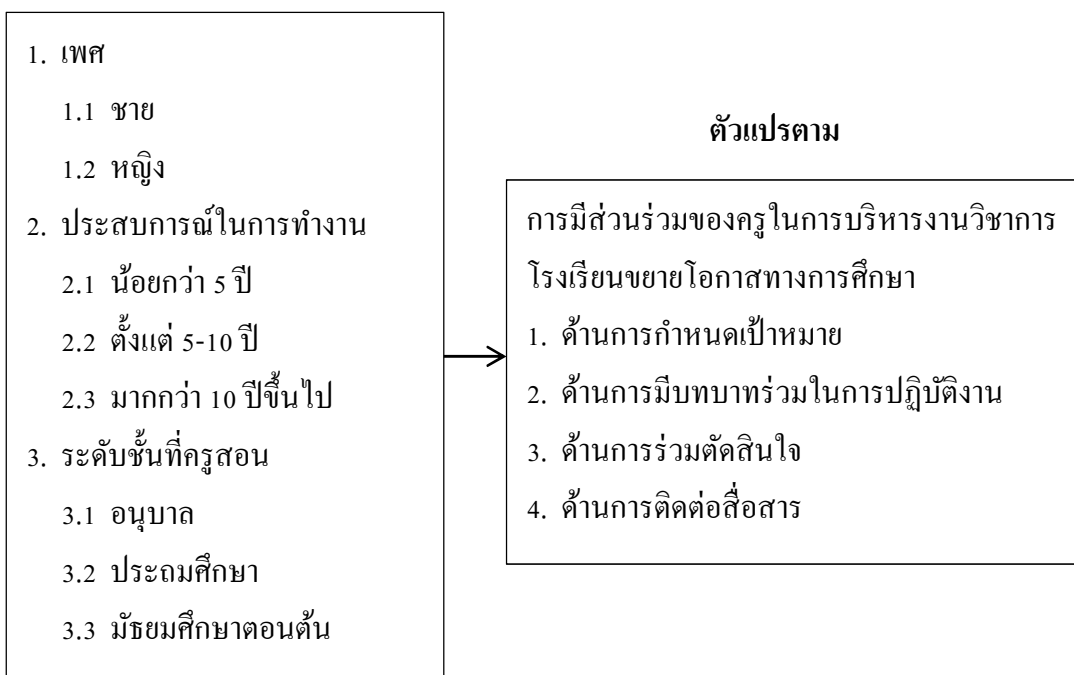 1. เพศ
1.1 ชาย
1.2 หญิง
2. ประสบการณ์ในการทำงาน
2.1 น้อยกว่า 5 ปี
2.2 ตั้งแต่ 5-10 ปี
2.3 มากกว่า 10 ปีขึ้นไป
3. ระดับชั้นที่ครูสอน
3.1 อนุบาล
3.2 ประถมศึกษา
3.3 มัธยมศึกษาตอนต้น
ตัวแปรตาม
การมีส่วนร่วมของครูในการบริหารงานวิชาการ
โรงเรียนขยายโอกาสทางการศึกษา
1. ด้านการกำหนดเป้าหมาย
2. ด้านการมีบทบาทร่วมในการปฏิบัติงาน
3. ด้านการร่วมตัดสินใจ
4. ด้านการติดต่อสื่อสาร